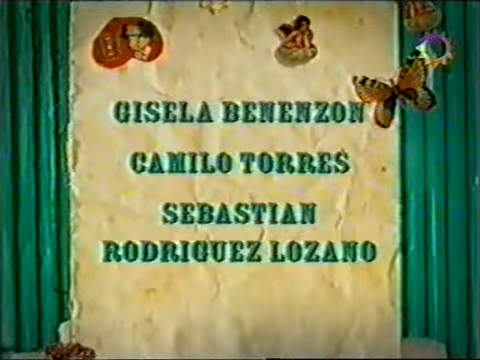 GISELA BENENZON
CAMILO TORRES
SEBASTIAN
RODRIGUEZ LOZANO